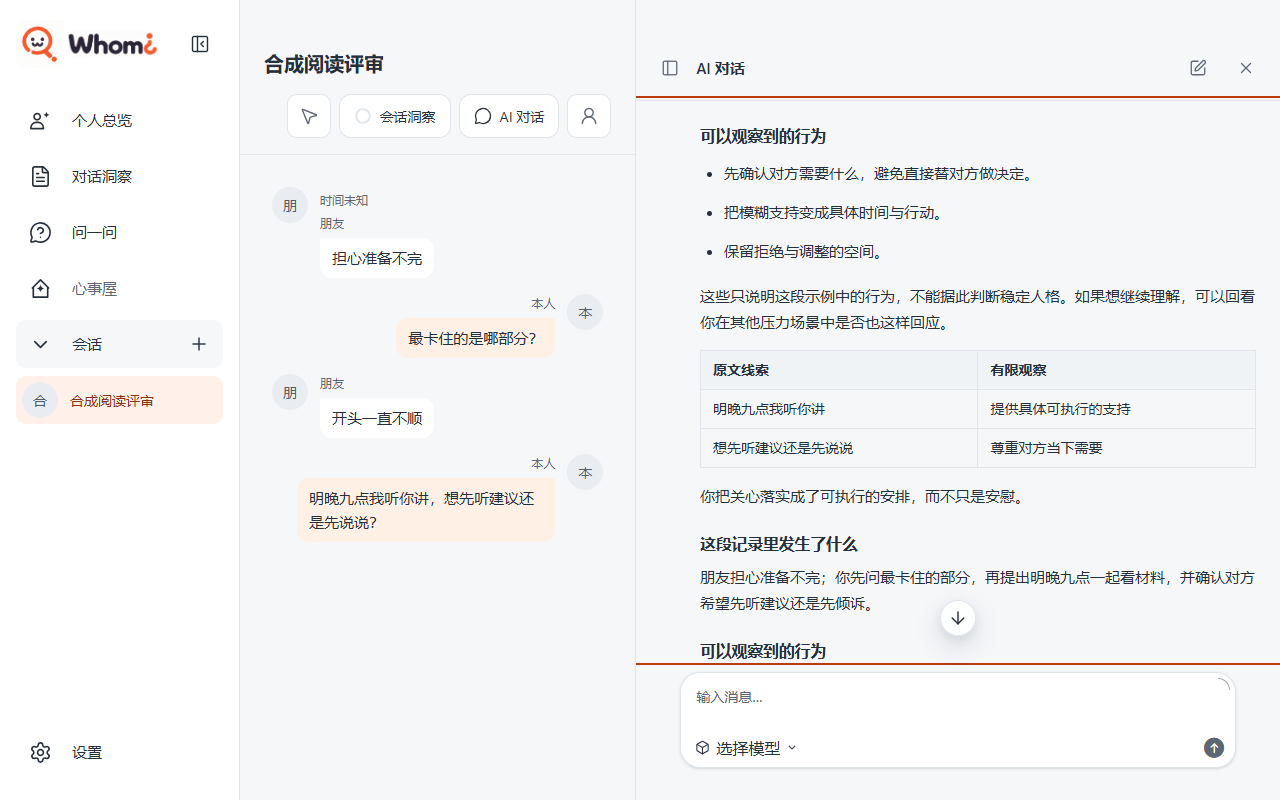 Whomi
个人总览
对话洞察
问一问
心事屋
会话
合
合成阅读评审
设置
合成阅读评审
会话洞察
AI 对话
时间未知
朋
朋友
担心准备不完
本人
本
最卡住的是哪部分？
朋
朋友
开头一直不顺
本人
本
明晚九点我听你讲，想先听建议还
是先说说？
AI 对话
可以观察到的行为
先确认对方需要什么，避免直接替对方做决定。
把模糊支持变成具体时间与行动。
保留拒绝与调整的空间。
这些只说明这段示例中的行为，不能据此判断稳定人格。如果想继续理解，可以回看
你在其他压力场景中是否也这样回应。
原文线索 有限观察
明晚九点我听你讲 提供具体可执行的支持
想先听建议还是先说说 尊重对方当下需要
你把关心落实成了可执行的安排，而不只是安慰。
这段记录里发生了什么
朋友担心准备不完；你先问最卡住的部分，再提出明晚九点一起看材料，并确认对方
希望先听建议还是先倾诉。
可以观察到的行为
输入消息...
选择模型